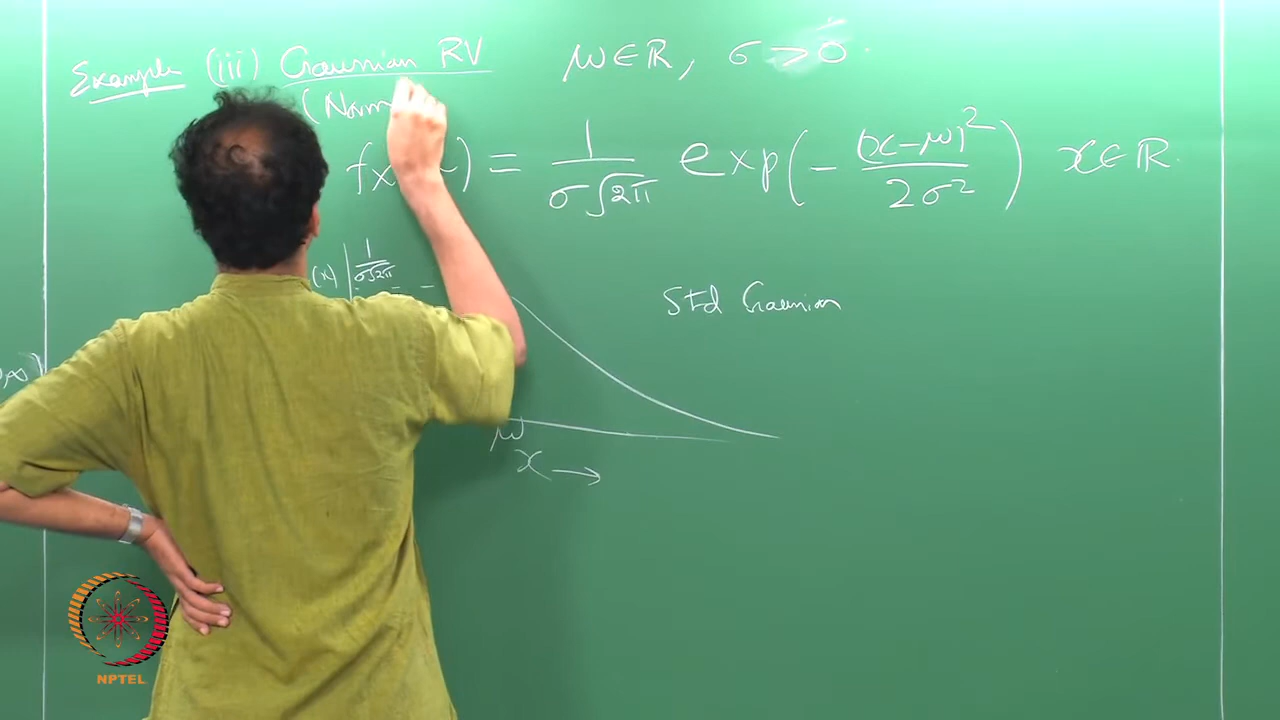 Example (iii) Gaussian RV μ∈ℝ, σ>0.
(Norm
fx( ) = 1/(σ√2π) exp(-(x-μ)²/2σ²) x∈ℝ.
(x) 1/(σ√2π)
Std Gaussian
μ
x →
NPTEL